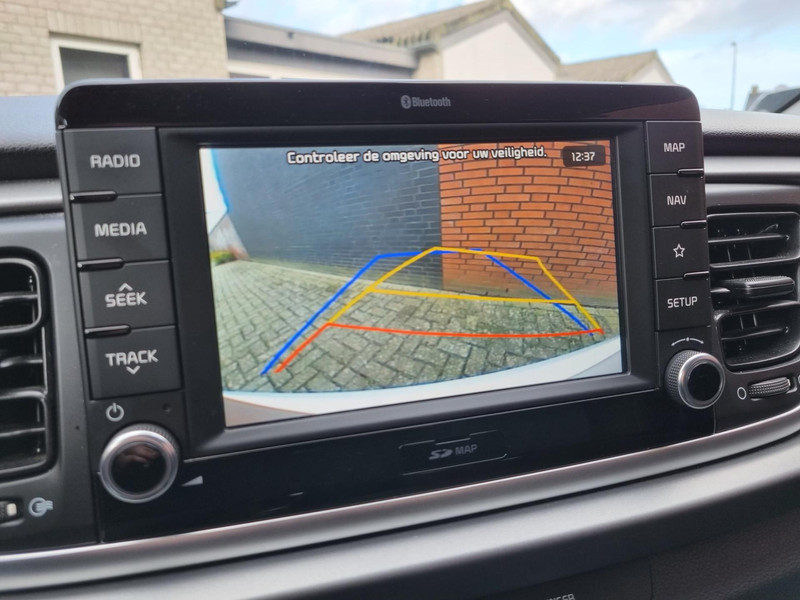 Bluetooth
RADIO
MEDIA
SEEK
TRACK
Controleer de omgeving voor uw veiligheid.
12:37
MAP
NAV
SETUP
SD MAP